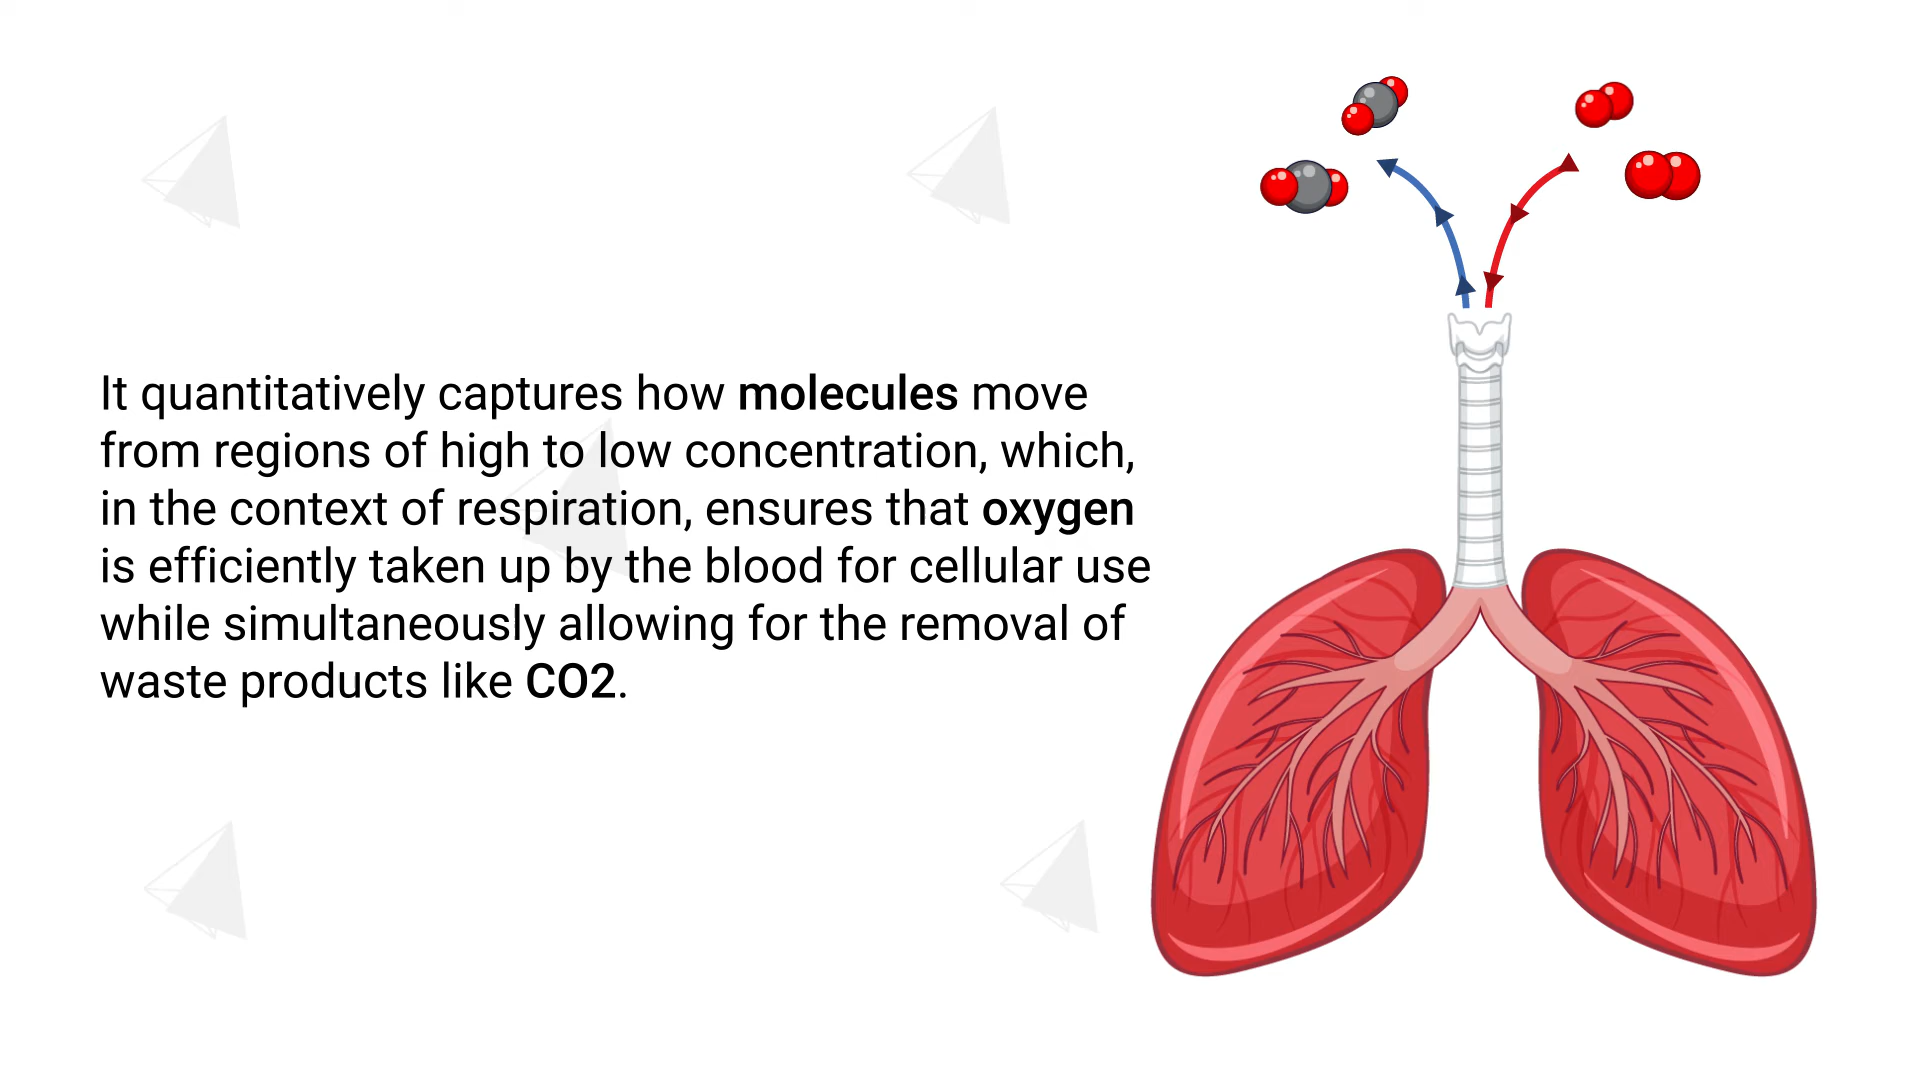 It quantitatively captures how molecules move
from regions of high to low concentration, which,
in the context of respiration, ensures that oxygen
is efficiently taken up by the blood for cellular use
while simultaneously allowing for the removal of
waste products like CO2.